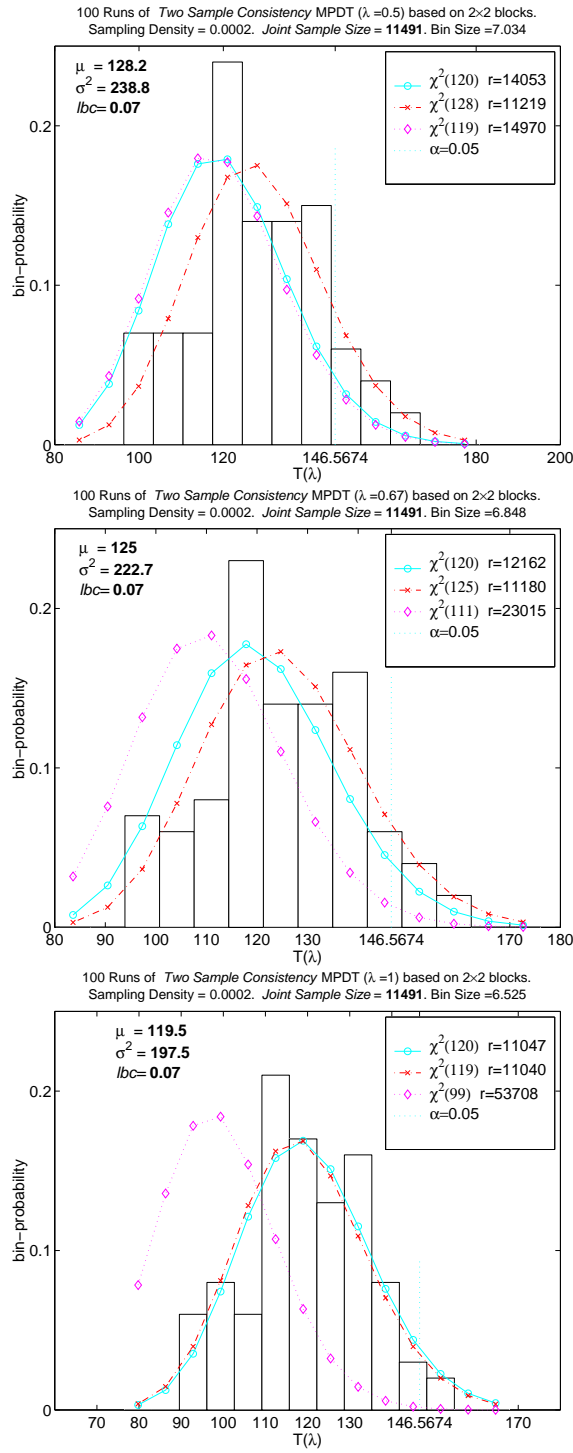 100 Runs of Two Sample Consistency MPDT (λ =0.5) based on 2×2 blocks.
Sampling Density = 0.0002. Joint Sample Size = 11491. Bin Size =7.034
μ = 128.2
σ² = 238.8
lbc= 0.07
χ²(120) r=14053
χ²(128) r=11219
χ²(119) r=14970
α=0.05
bin−probability
0.2
0.1
0
80 100 120 146.5674 180 200
T(λ)
100 Runs of Two Sample Consistency MPDT (λ =0.67) based on 2×2 blocks.
Sampling Density = 0.0002. Joint Sample Size = 11491. Bin Size =6.848
μ = 125
σ² = 222.7
lbc= 0.07
χ²(120) r=12162
χ²(125) r=11180
χ²(111) r=23015
α=0.05
bin−probability
0.2
0.1
0
80 90 100 110 120 130 146.5674 170 180
T(λ)
100 Runs of Two Sample Consistency MPDT (λ =1) based on 2×2 blocks.
Sampling Density = 0.0002. Joint Sample Size = 11491. Bin Size =6.525
μ = 119.5
σ² = 197.5
lbc= 0.07
χ²(120) r=11047
χ²(119) r=11040
χ²(99) r=53708
α=0.05
bin−probability
0.2
0.1
0
70 80 90 100 110 120 130 146.5674 170
T(λ)